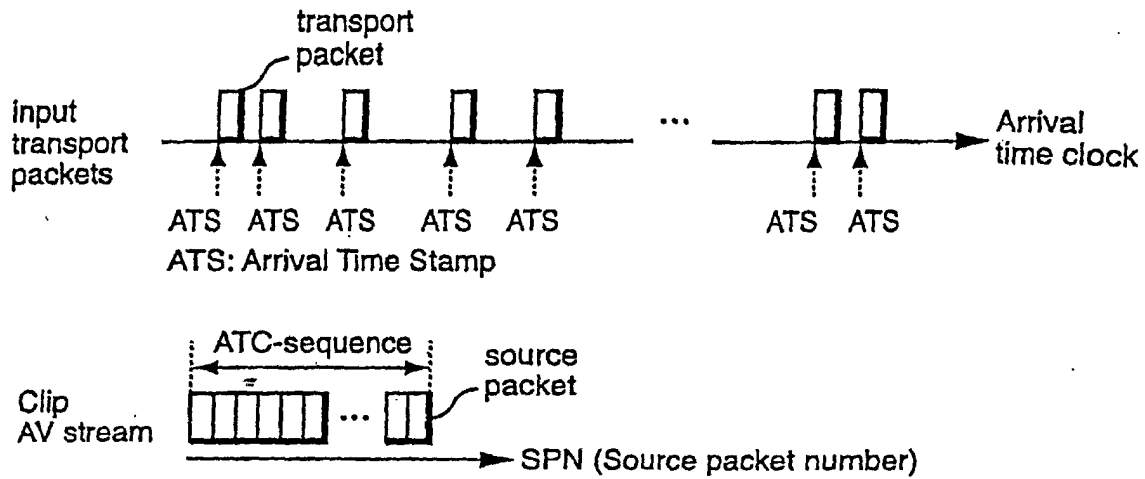 transport
packet
input
transport
packets
...
Arrival
time clock
ATS ATS ATS ATS ATS ATS ATS
ATS: Arrival Time Stamp
ATC-sequence
source
packet
Clip
AV stream
...
SPN (Source packet number)